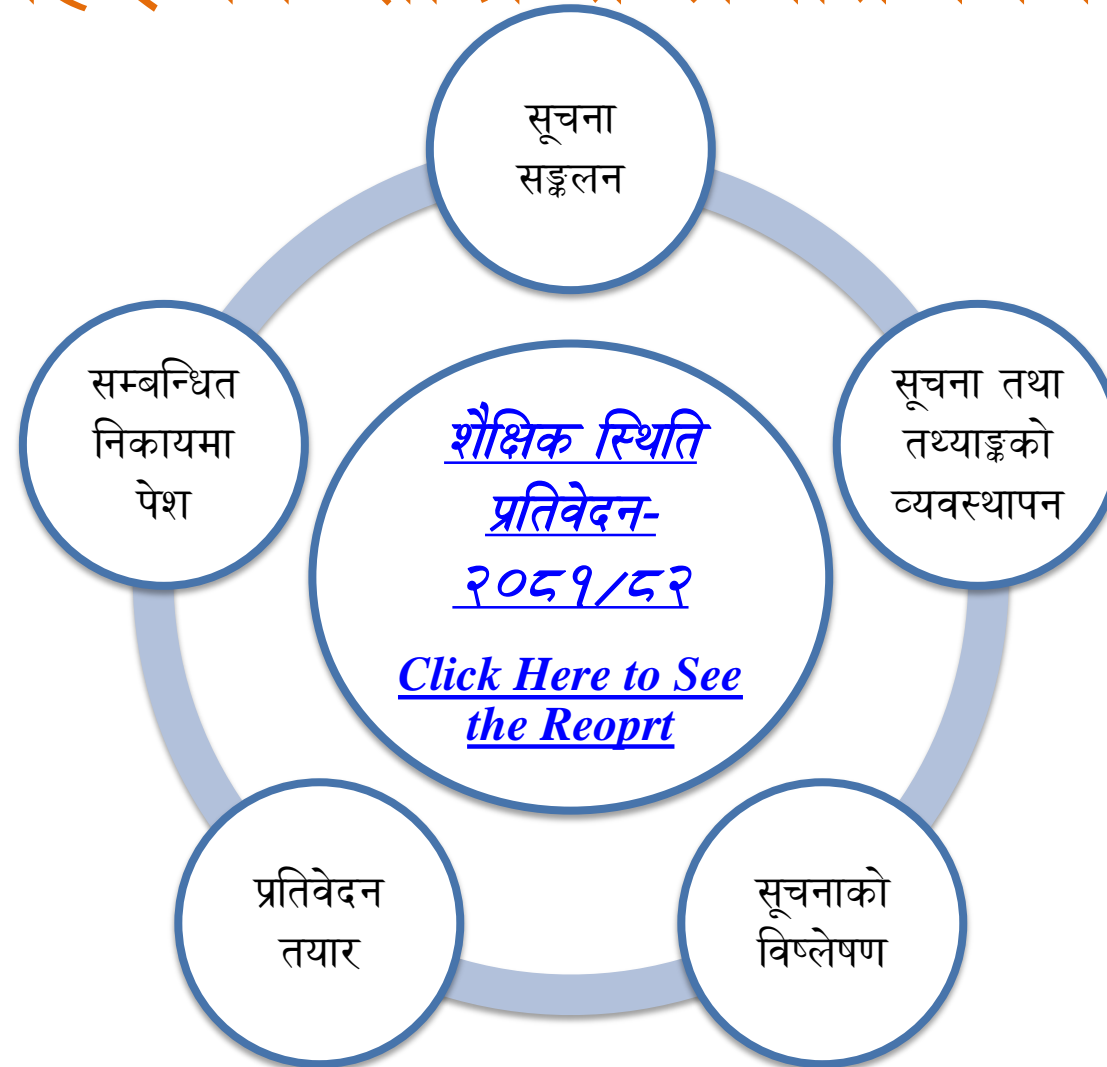 सूचना
सङ्कलन
सूचना तथा
तथ्याङ्कको
व्यवस्थापन
सूचनाको
विष्लेषण
प्रतिवेदन
तयार
सम्बन्धित
निकायमा
पेश
शैक्षिक स्थिति
प्रतिवेदन-
२०८१/८२
Click Here to See
the Reoprt